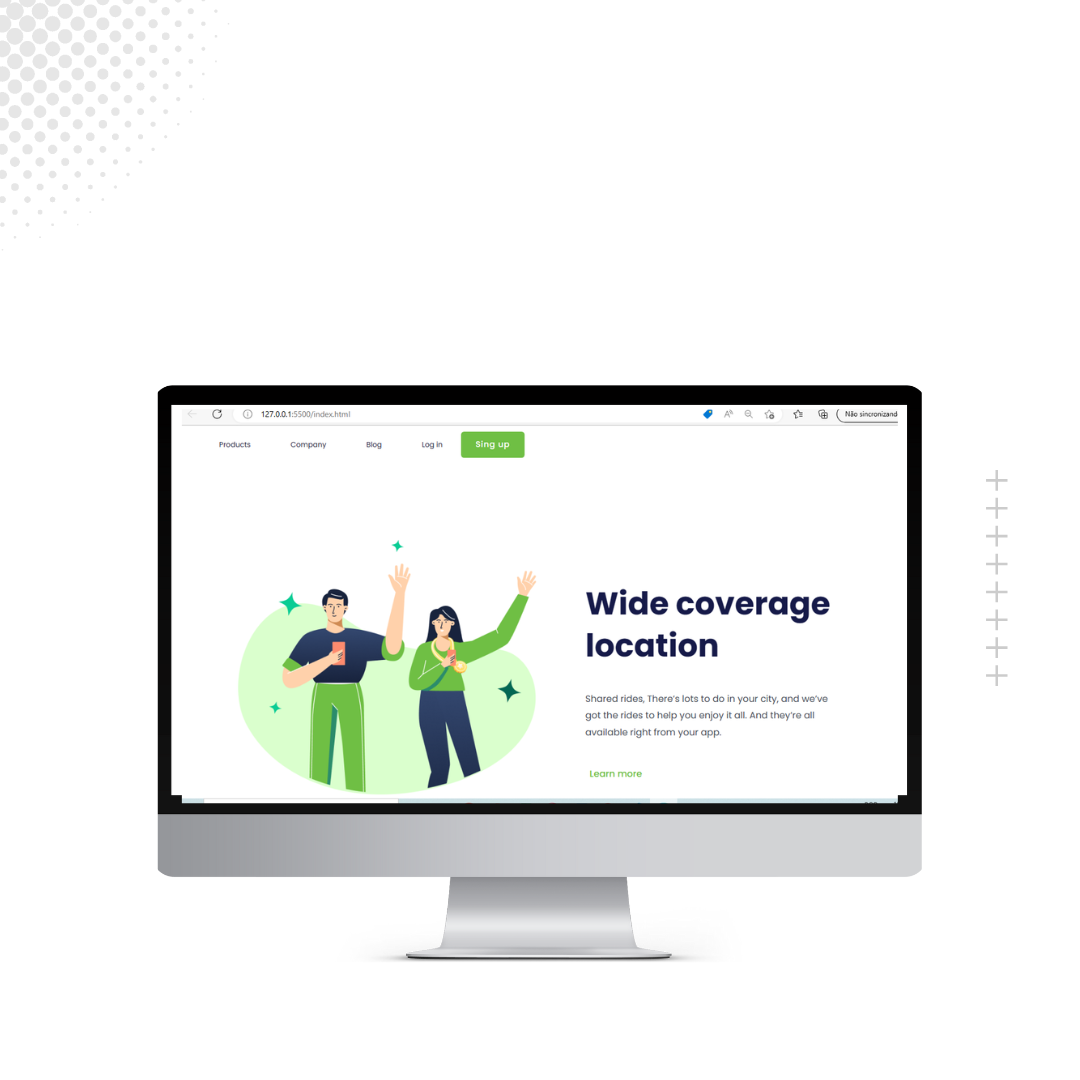 127.0.0.1:5500/index.html
Não sincronizand
Products Company Blog Log in Sing up
Wide coverage
location
Shared rides, There's lots to do in your city, and we've
got the rides to help you enjoy it all. And they're all
available right from your app.
Learn more